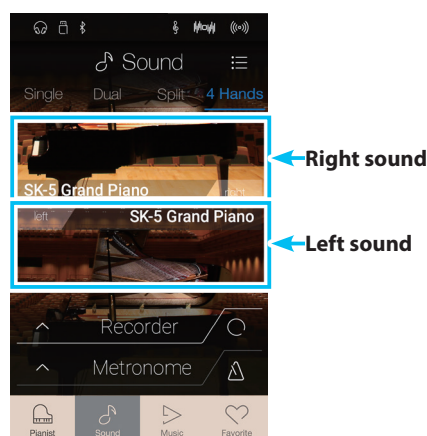 Sound
Single Dual Split 4 Hands
SK-5 Grand Piano right
Right sound
left SK-5 Grand Piano
Left sound
Recorder
Metronome
Pianist Sound Music Favorite